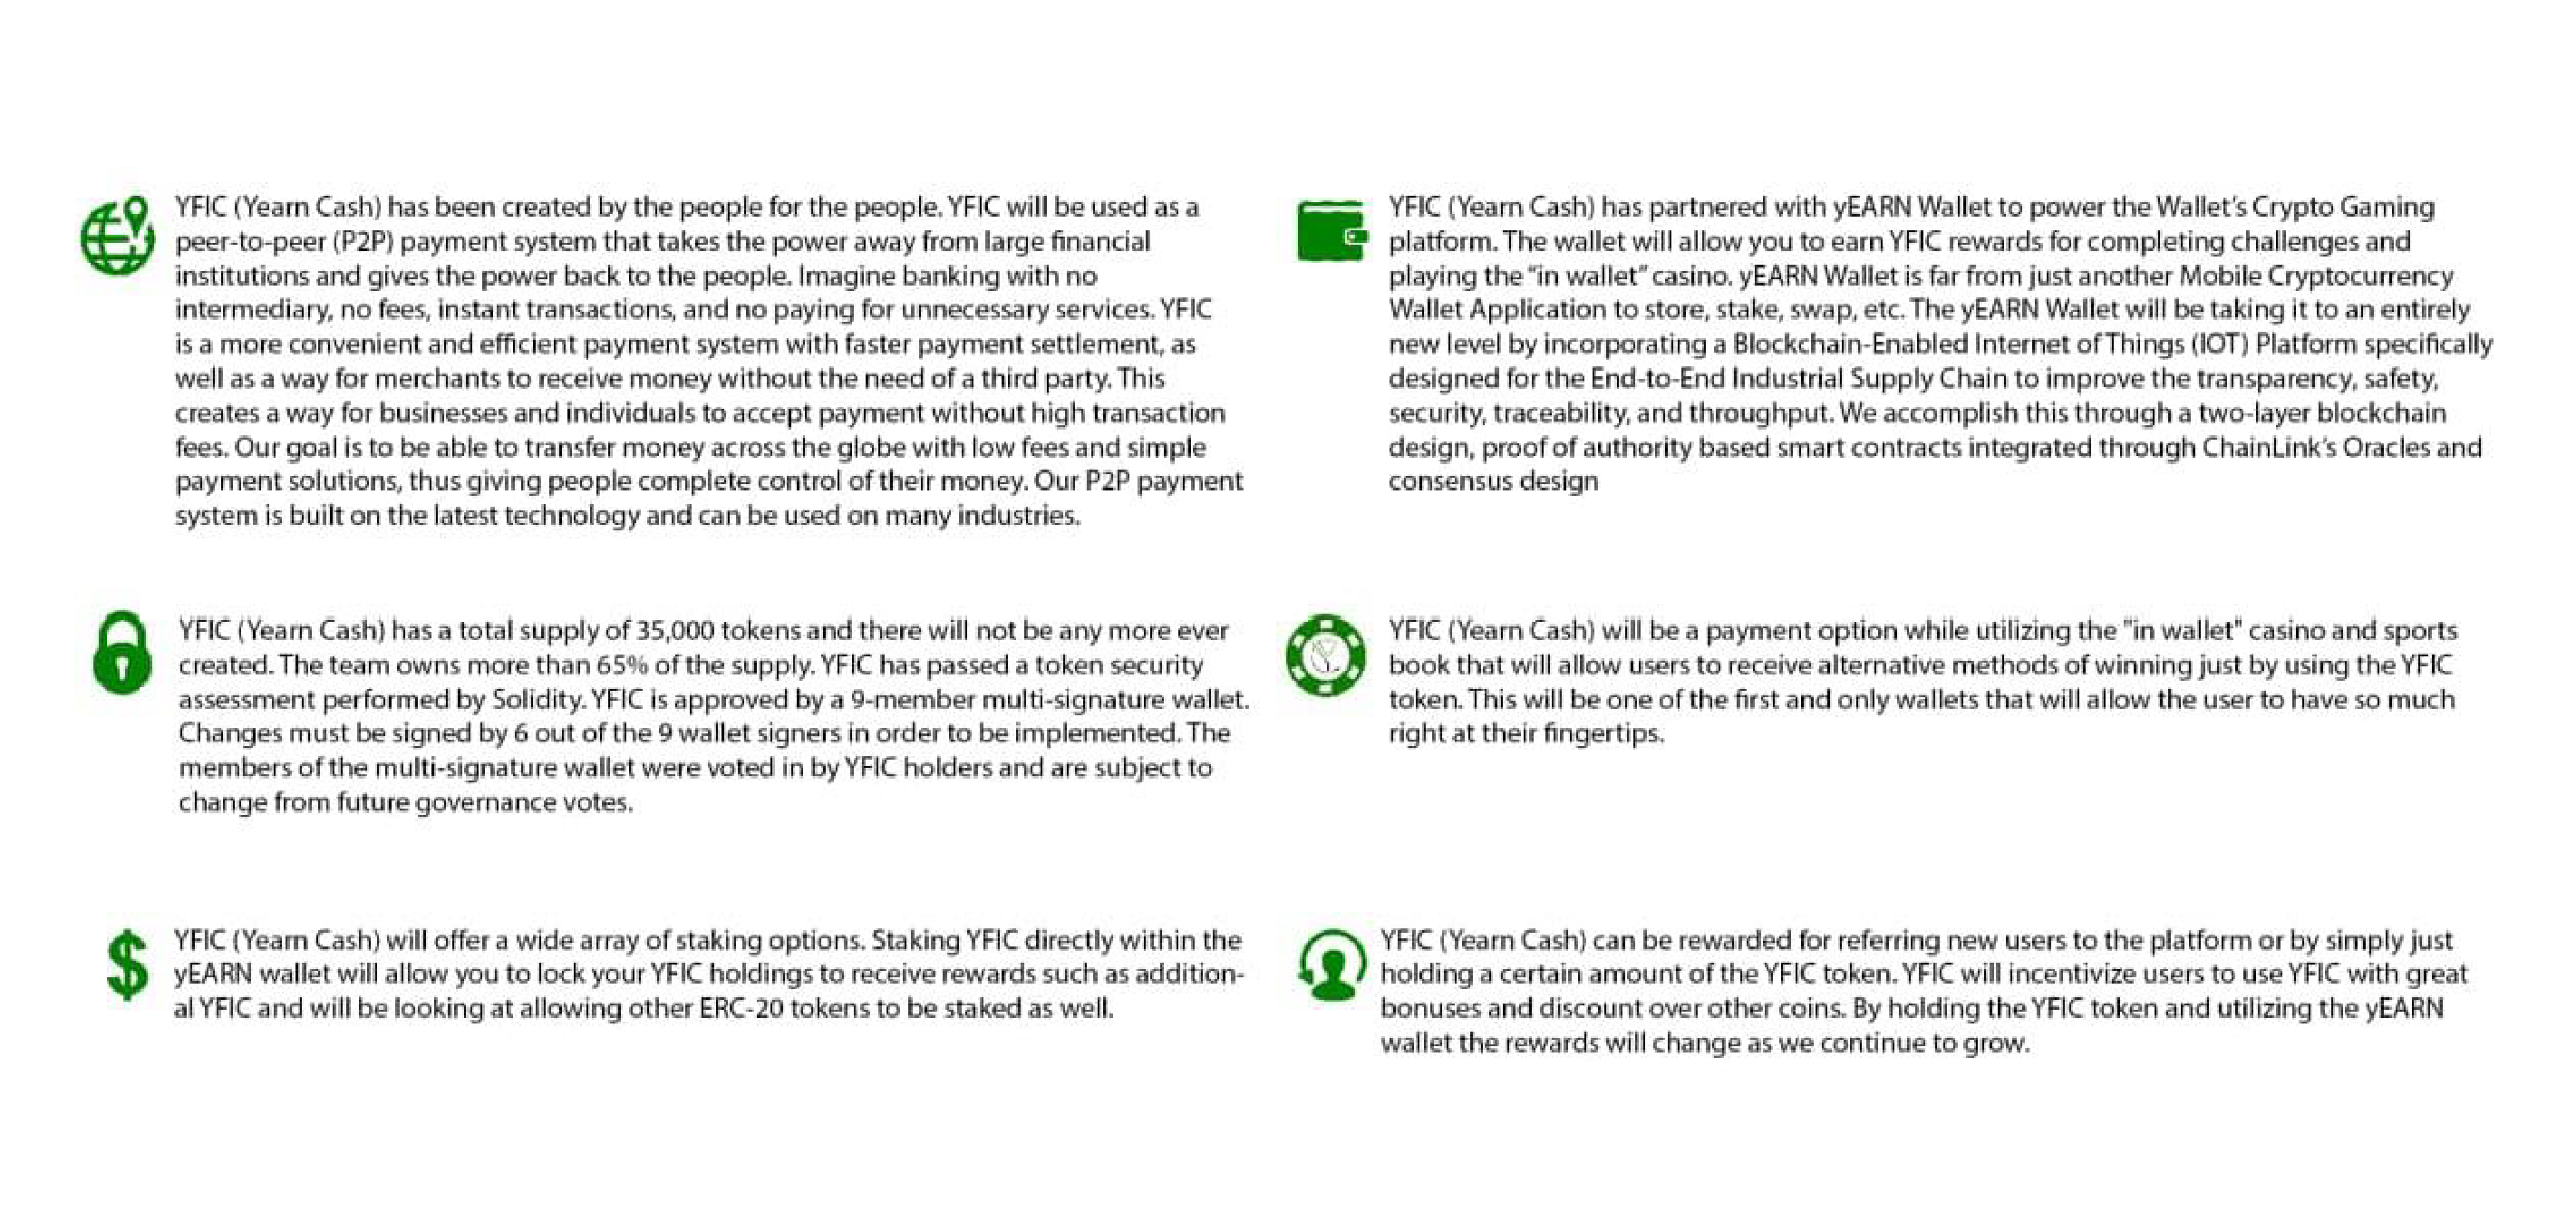 YFIC (Yearn Cash) has been created by the people for the people. YFIC will be used as a
peer-to-peer (P2P) payment system that takes the power away from large financial
institutions and gives the power back to the people. Imagine banking with no
intermediary, no fees, instant transactions, and no paying for unnecessary services. YFIC
is a more convenient and efficient payment system with faster payment settlement, as
well as a way for merchants to receive money without the need of a third party. This
creates a way for businesses and individuals to accept payment without high transaction
fees. Our goal is to be able to transfer money across the globe with low fees and simple
payment solutions, thus giving people complete control of their money. Our P2P payment
system is built on the latest technology and can be used on many industries.
YFIC (Yearn Cash) has partnered with yEARN Wallet to power the Wallet's Crypto Gaming
platform. The wallet will allow you to earn YFIC rewards for completing challenges and
playing the "in wallet" casino. yEARN Wallet is far from just another Mobile Cryptocurrency
Wallet Application to store, stake, swap, etc. The yEARN Wallet will be taking it to an entirely
new level by incorporating a Blockchain-Enabled Internet of Things (IOT) Platform specifically
designed for the End-to-End Industrial Supply Chain to improve the transparency, safety,
security, traceability, and throughput. We accomplish this through a two-layer blockchain
design, proof of authority based smart contracts integrated through ChainLink's Oracles and
consensus design
YFIC (Yearn Cash) has a total supply of 35,000 tokens and there will not be any more ever
created. The team owns more than 65% of the supply. YFIC has passed a token security
assessment performed by Solidity. YFIC is approved by a 9-member multi-signature wallet.
Changes must be signed by 6 out of the 9 wallet signers in order to be implemented. The
members of the multi-signature wallet were voted in by YFIC holders and are subject to
change from future governance votes.
YFIC (Yearn Cash) will be a payment option while utilizing the "in wallet" casino and sports
book that will allow users to receive alternative methods of winning just by using the YFIC
token. This will be one of the first and only wallets that will allow the user to have so much
right at their fingertips.
YFIC (Yearn Cash) will offer a wide array of staking options. Staking YFIC directly within the
yEARN wallet will allow you to lock your YFIC holdings to receive rewards such as addition-
al YFIC and will be looking at allowing other ERC-20 tokens to be staked as well.
YFIC (Yearn Cash) can be rewarded for referring new users to the platform or by simply just
holding a certain amount of the YFIC token. YFIC will incentivize users to use YFIC with great
bonuses and discount over other coins. By holding the YFIC token and utilizing the yEARN
wallet the rewards will change as we continue to grow.